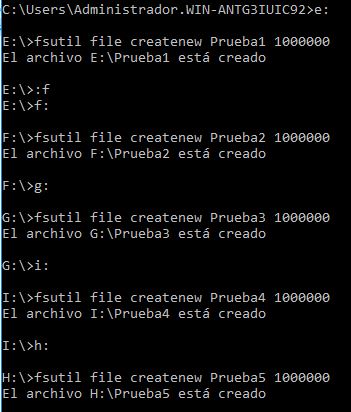 C:\Users\Administrador.WIN-ANTG3IUIC92>e:
E:\>fsutil file createnew Prueba1 1000000
El archivo E:\Prueba1 está creado
E:\>:f
E:\>f:
F:\>fsutil file createnew Prueba2 1000000
El archivo F:\Prueba2 está creado
F:\>g:
G:\>fsutil file createnew Prueba3 1000000
El archivo G:\Prueba3 está creado
G:\>i:
I:\>fsutil file createnew Prueba4 1000000
El archivo I:\Prueba4 está creado
I:\>h:
H:\>fsutil file createnew Prueba5 1000000
El archivo H:\Prueba5 está creado